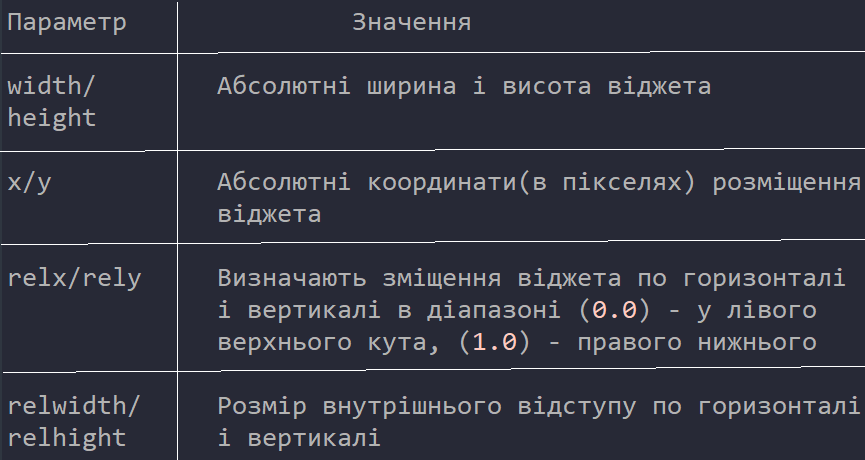 Параметр Значення
width/ Абсолютні ширина і висота віджета
height
x/y Абсолютні координати(в пікселях) розміщення
віджета
relx/rely Визначають зміщення віджета по горизонталі
і вертикалі в діапазоні (0.0) - у лівого
верхнього кута, (1.0) - правого нижнього
relwidth/ Розмір внутрішнього відступу по горизонталі
relhight і вертикалі